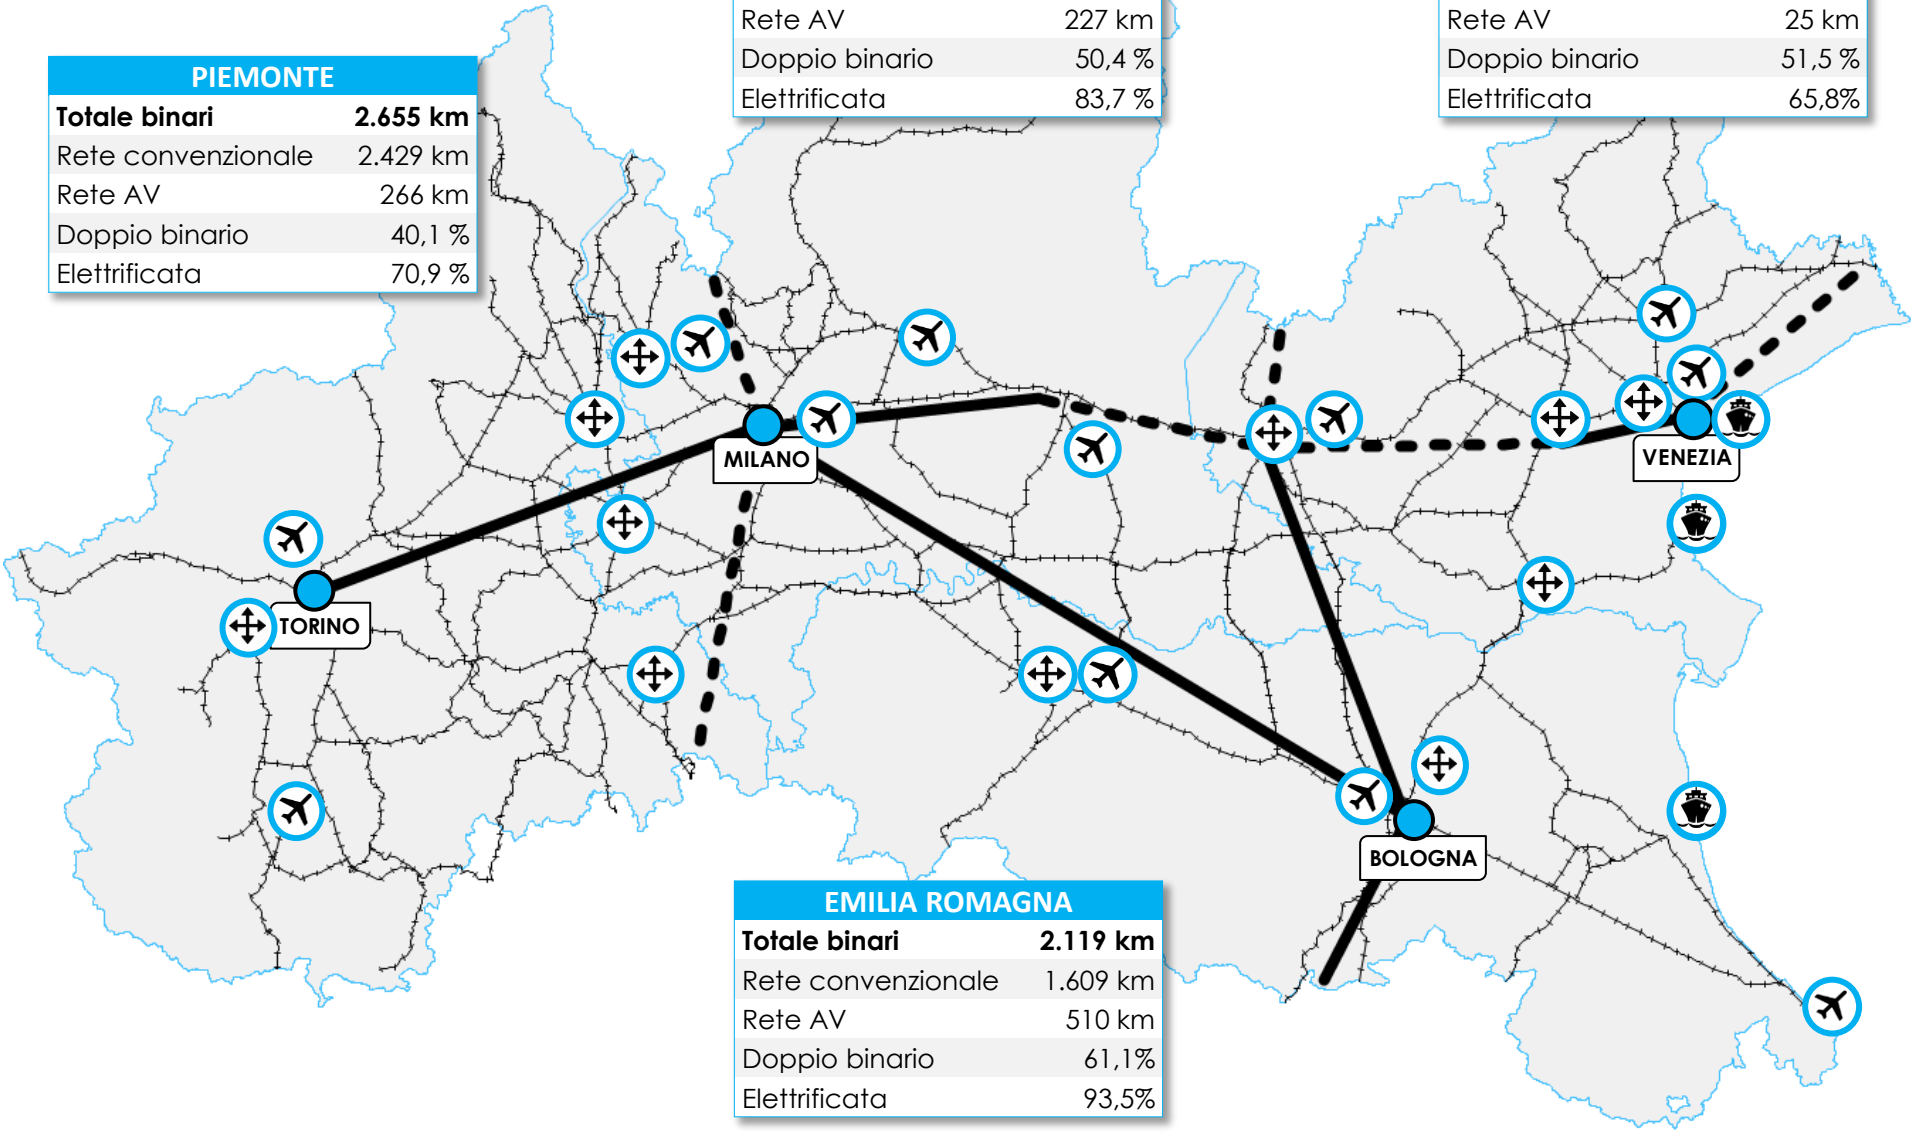 Rete AV 227 km
Doppio binario 50,4 %
Elettrificata 83,7 %
Rete AV 25 km
Doppio binario 51,5 %
Elettrificata 65,8%
PIEMONTE
Totale binari 2.655 km
Rete convenzionale 2.429 km
Rete AV 266 km
Doppio binario 40,1 %
Elettrificata 70,9 %
MILANO
VENEZIA
TORINO
BOLOGNA
EMILIA ROMAGNA
Totale binari 2.119 km
Rete convenzionale 1.609 km
Rete AV 510 km
Doppio binario 61,1%
Elettrificata 93,5%